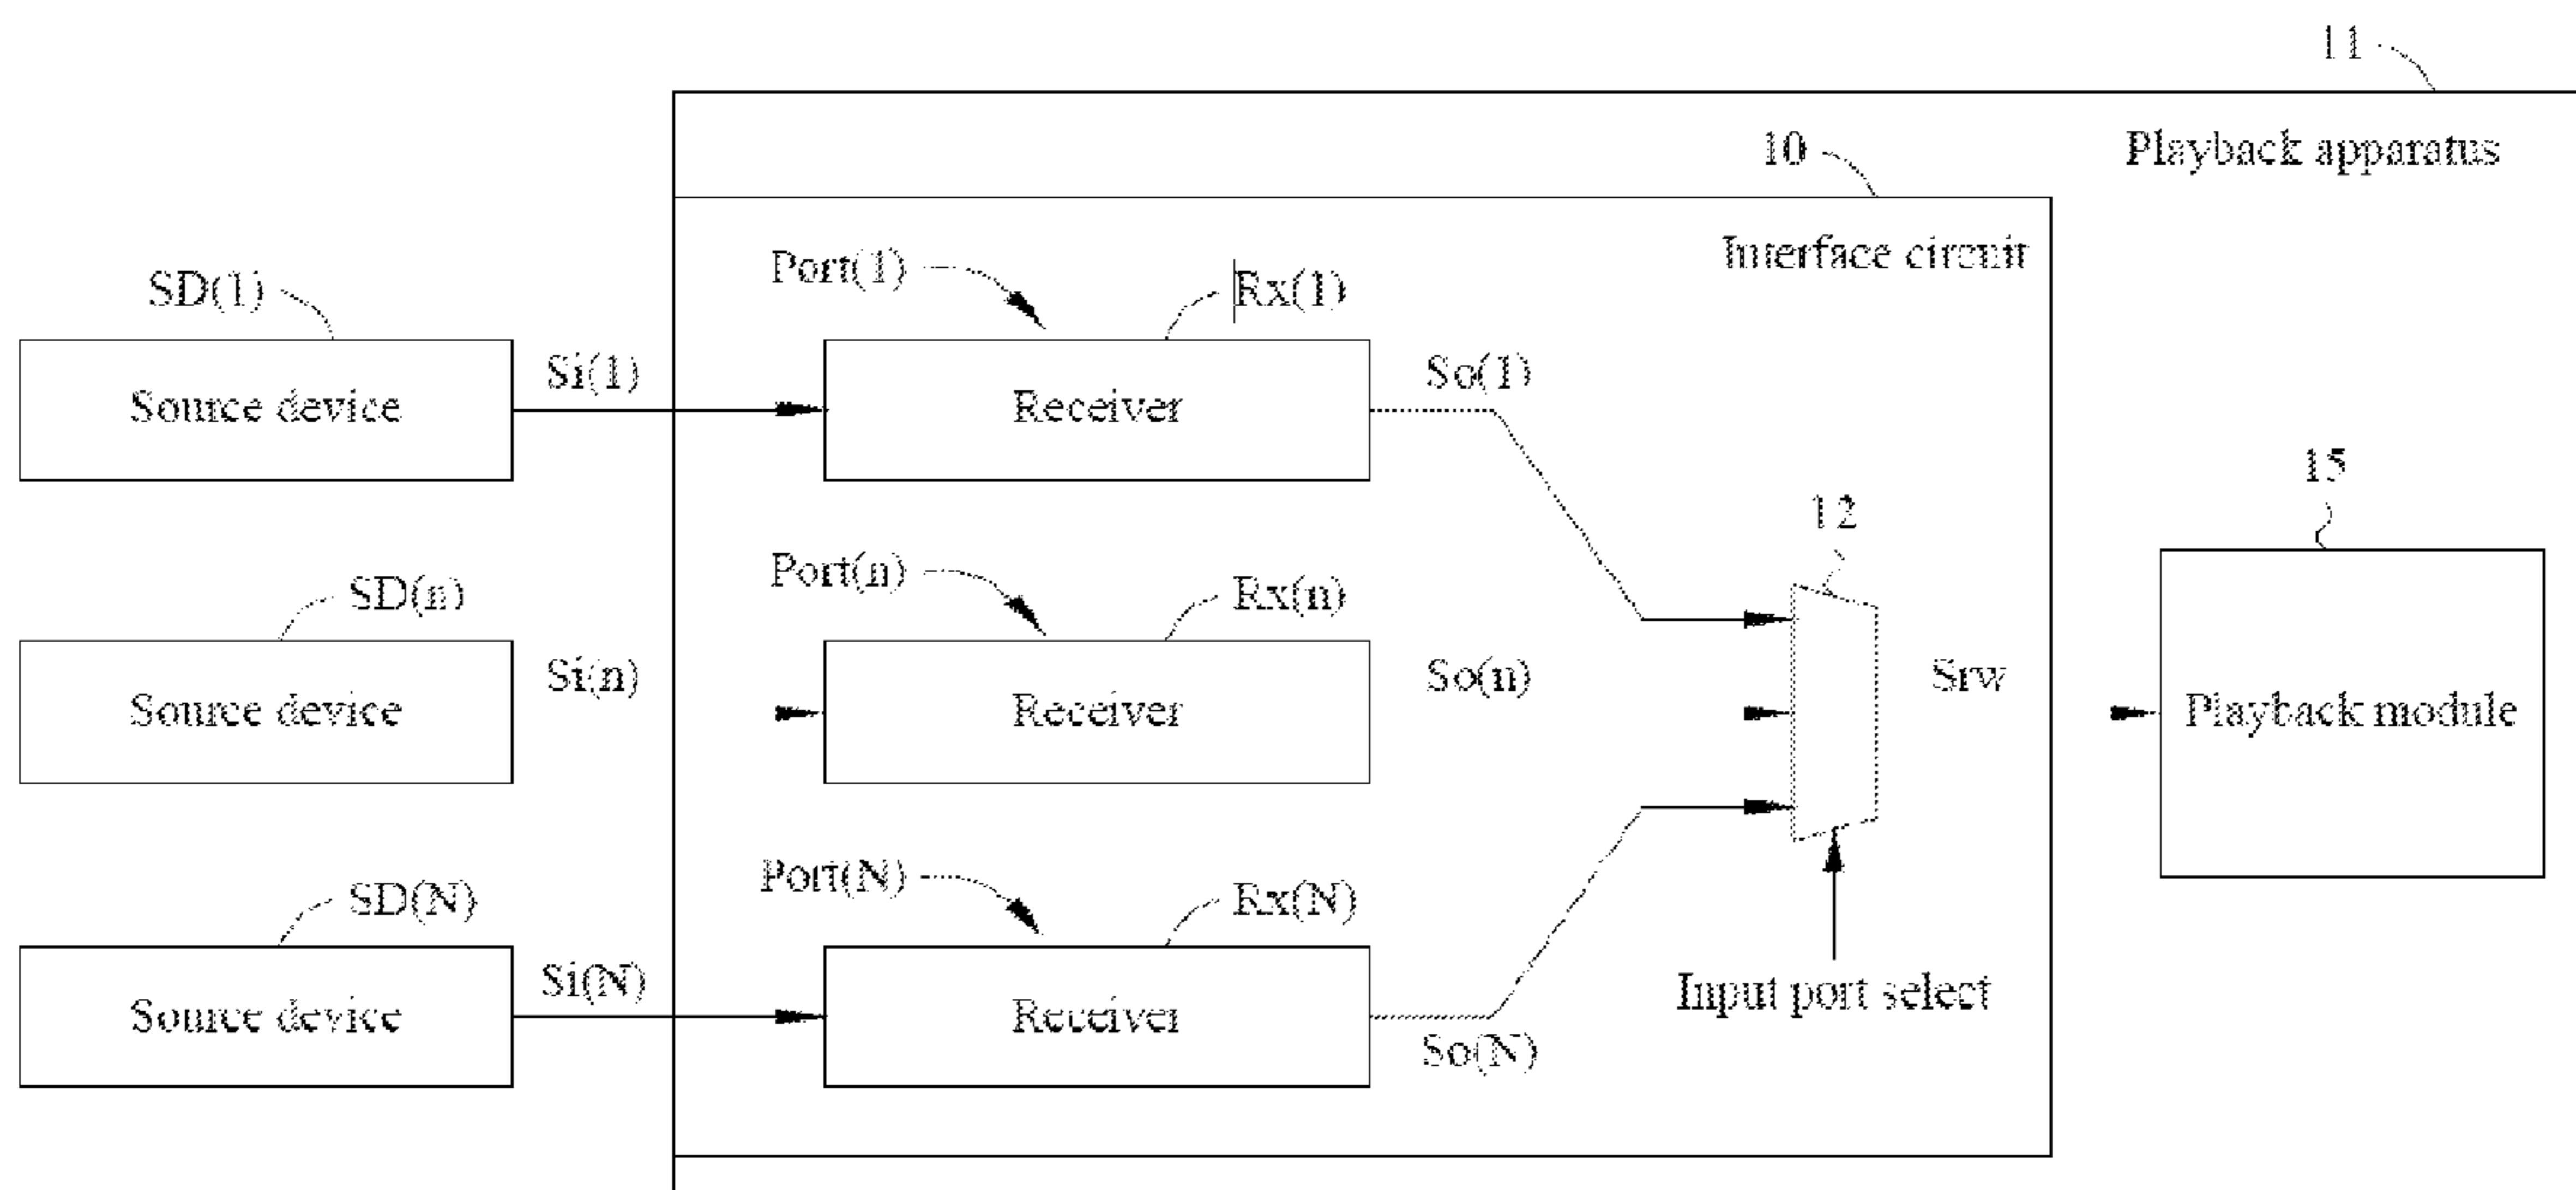 11
Playback apparatus
10
Interface circuit
Port(1)
Rx(1)
SD(1)
Si(1)
So(1)
Source device
Receiver
15
12
Port(n)
Rx(n)
SD(n)
Si(n)
So(n)
Srw
Source device
Receiver
Playback module
Port(N)
Rx(N)
SD(N)
Si(N)
Input port select
Source device
Receiver
So(N)